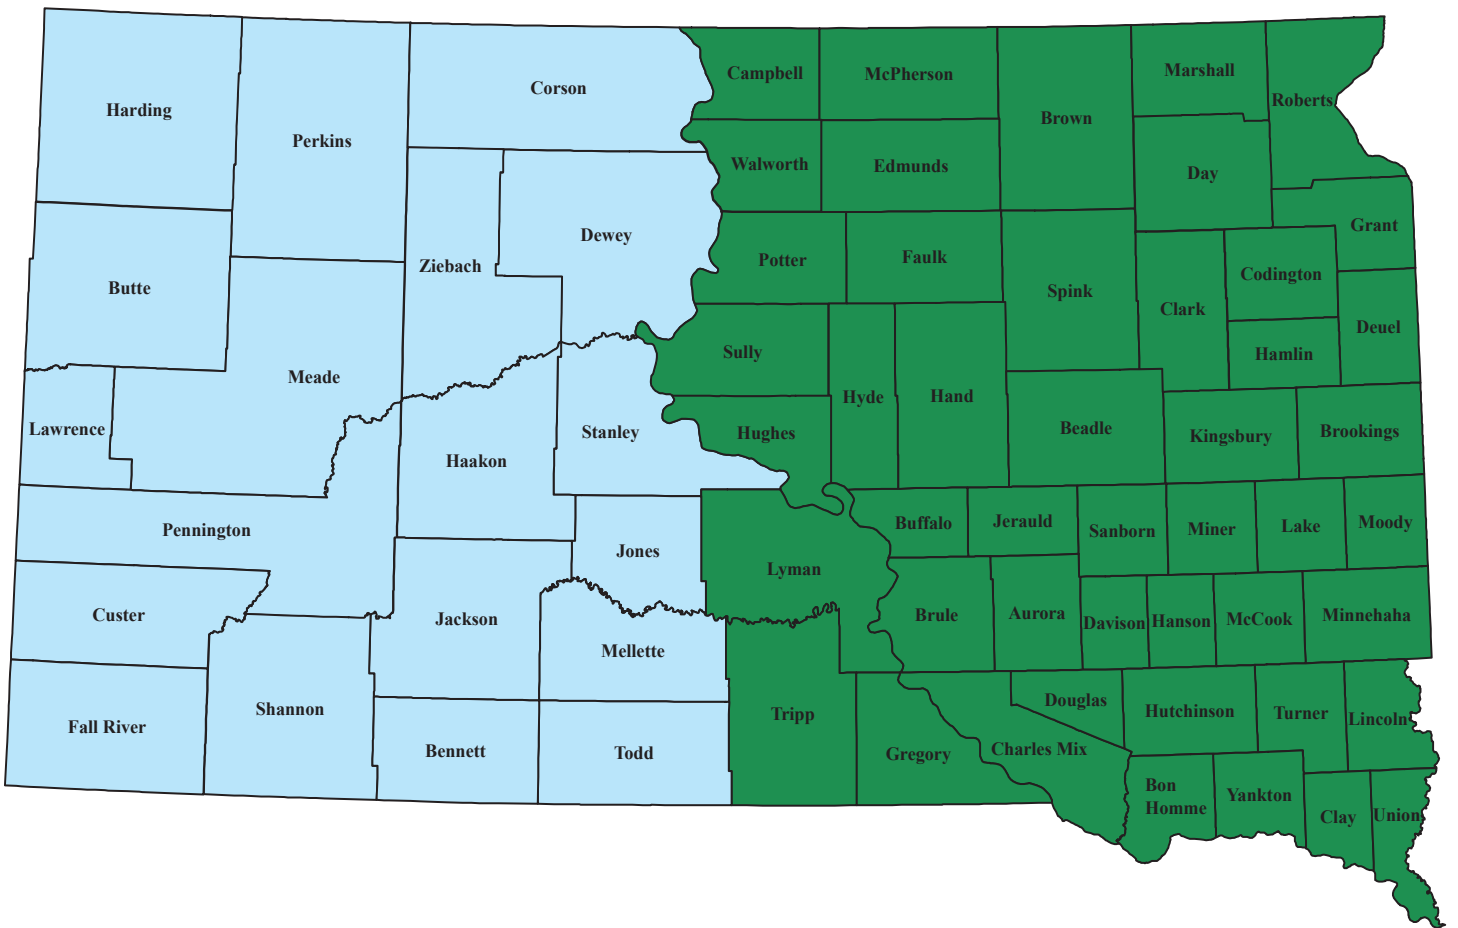 Harding
Perkins
Corson
Campbell
McPherson
Brown
Marshall
Roberts
Walworth
Edmunds
Day
Butte
Ziebach
Dewey
Potter
Faulk
Spink
Clark
Codington
Grant
Hamlin
Deuel
Lawrence
Meade
Haakon
Stanley
Sully
Hughes
Hyde
Hand
Beadle
Kingsbury
Brookings
Pennington
Jones
Lyman
Buffalo
Jerauld
Sanborn
Miner
Lake
Moody
Custer
Jackson
Mellette
Brule
Aurora
Davison
Hanson
McCook
Minnehaha
Fall River
Shannon
Bennett
Todd
Tripp
Gregory
Charles Mix
Douglas
Hutchinson
Turner
Lincoln
Bon
Homme
Yankton
Clay
Union